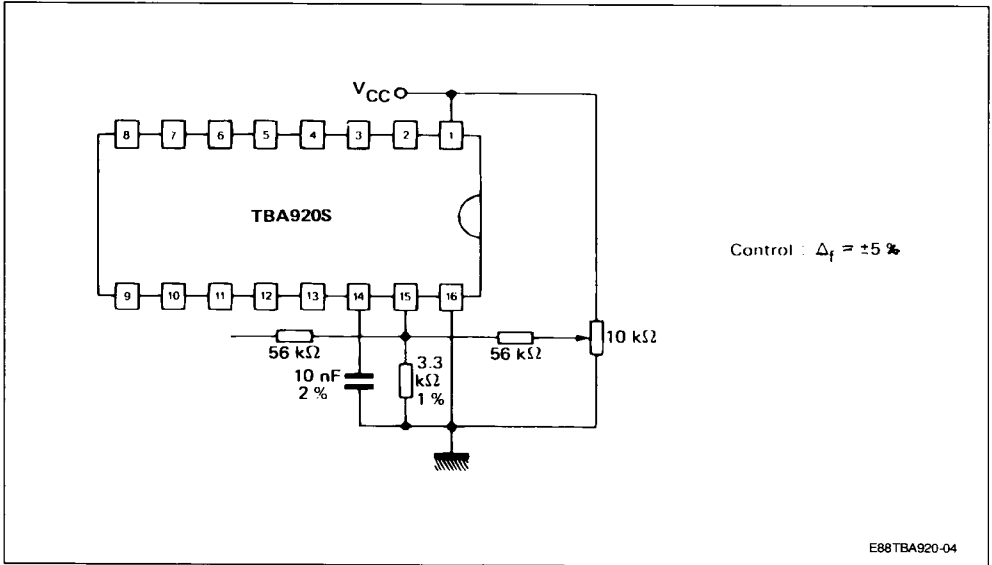 VCC
8 7 6 5 4 3 2 1
TBA920S
Control : Δf = ±5 %
9 10 11 12 13 14 15 16
56 kΩ
56 kΩ
10 kΩ
10 nF
2 %
3.3
kΩ
1 %
E88TBA920-04